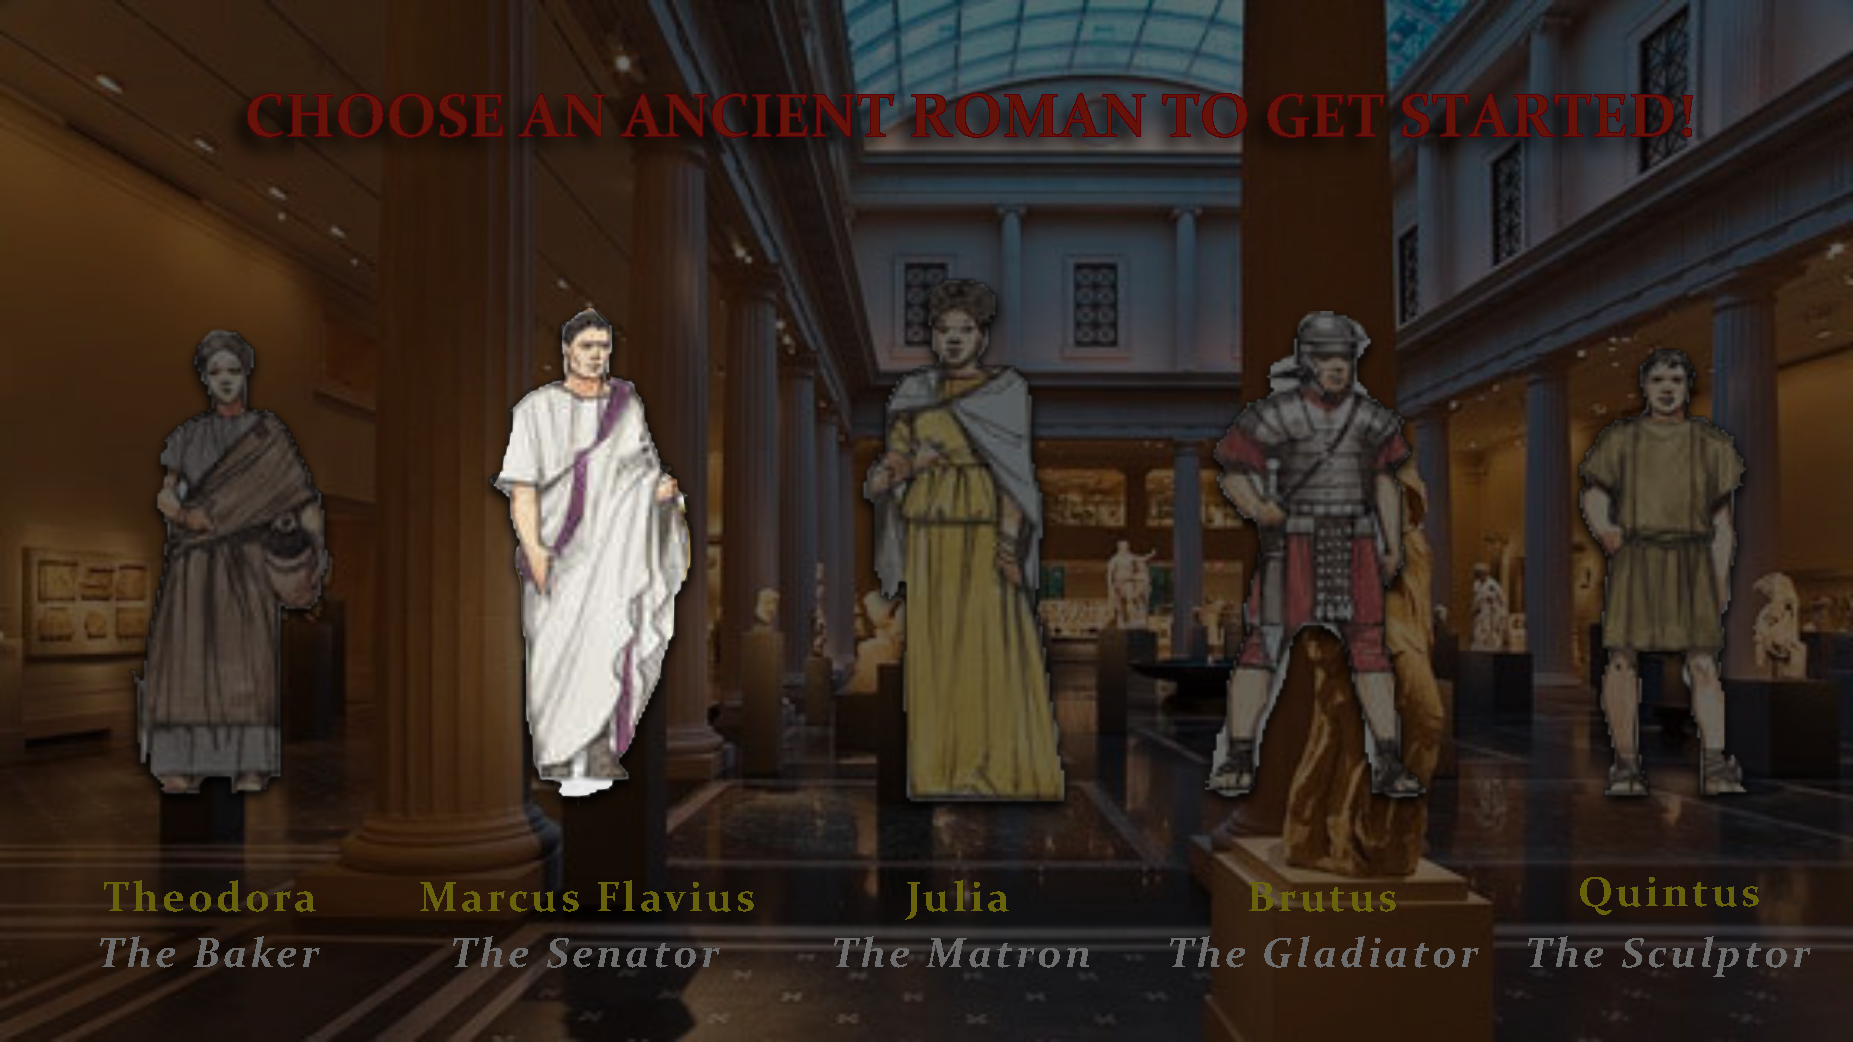 CHOOSE AN ANCIENT ROMAN TO GET STARTED!
Theodora
The Baker
Marcus Flavius
The Senator
Julia
The Matron
Brutus
The Gladiator
Quintus
The Sculptor